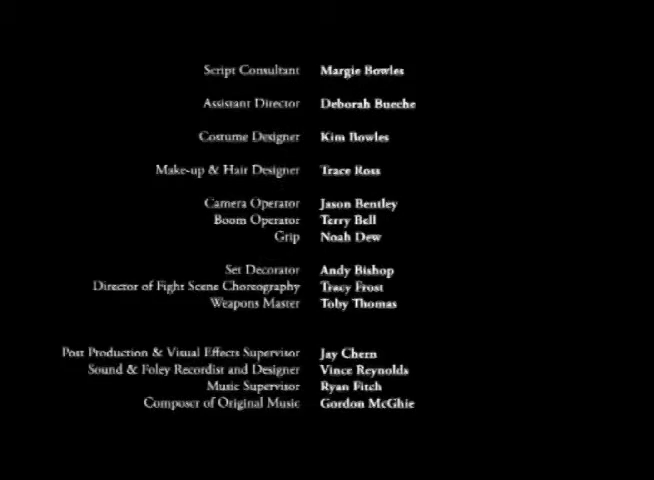 Script Consultant Margie Bowles
Assistant Director Deborah Bueche
Costume Designer Kim Bowles
Make-up & Hair Designer Trace Ross
Camera Operator Jason Bentley
Boom Operator Terry Bell
Grip Noah Dew
Set Decorator Andy Bishop
Director of Fight Scene Choreography Tracy Frost
Weapons Master Toby Thomas
Post Production & Visual Effects Supervisor Jay Chern
Sound & Foley Recordist and Designer Vince Reynolds
Music Supervisor Ryan Fitch
Composer of Original Music Gordon McGhie